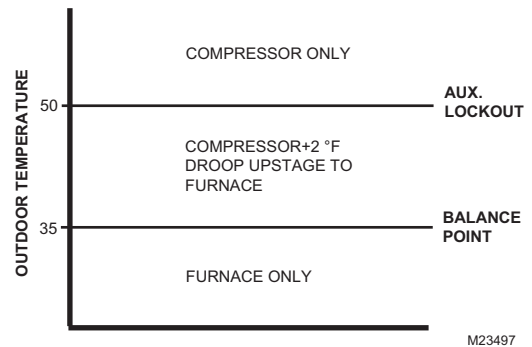 OUTDOOR TEMPERATURE
COMPRESSOR ONLY
50
AUX.
LOCKOUT
COMPRESSOR+2 °F
DROOP UPSTAGE TO
FURNACE
35
BALANCE
POINT
FURNACE ONLY
M23497